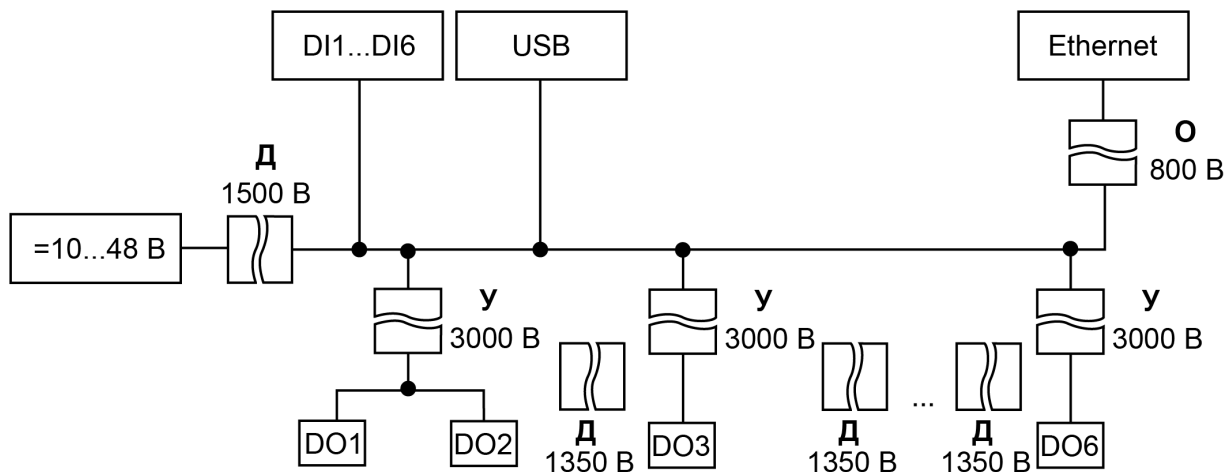 DI1...DI6
USB
Ethernet
О
800 В
Д
1500 В
=10...48 В
У
3000 В
У
3000 В
У
3000 В
...
DO1
DO2
Д
1350 В
DO3
Д
1350 В
Д
1350 В
DO6